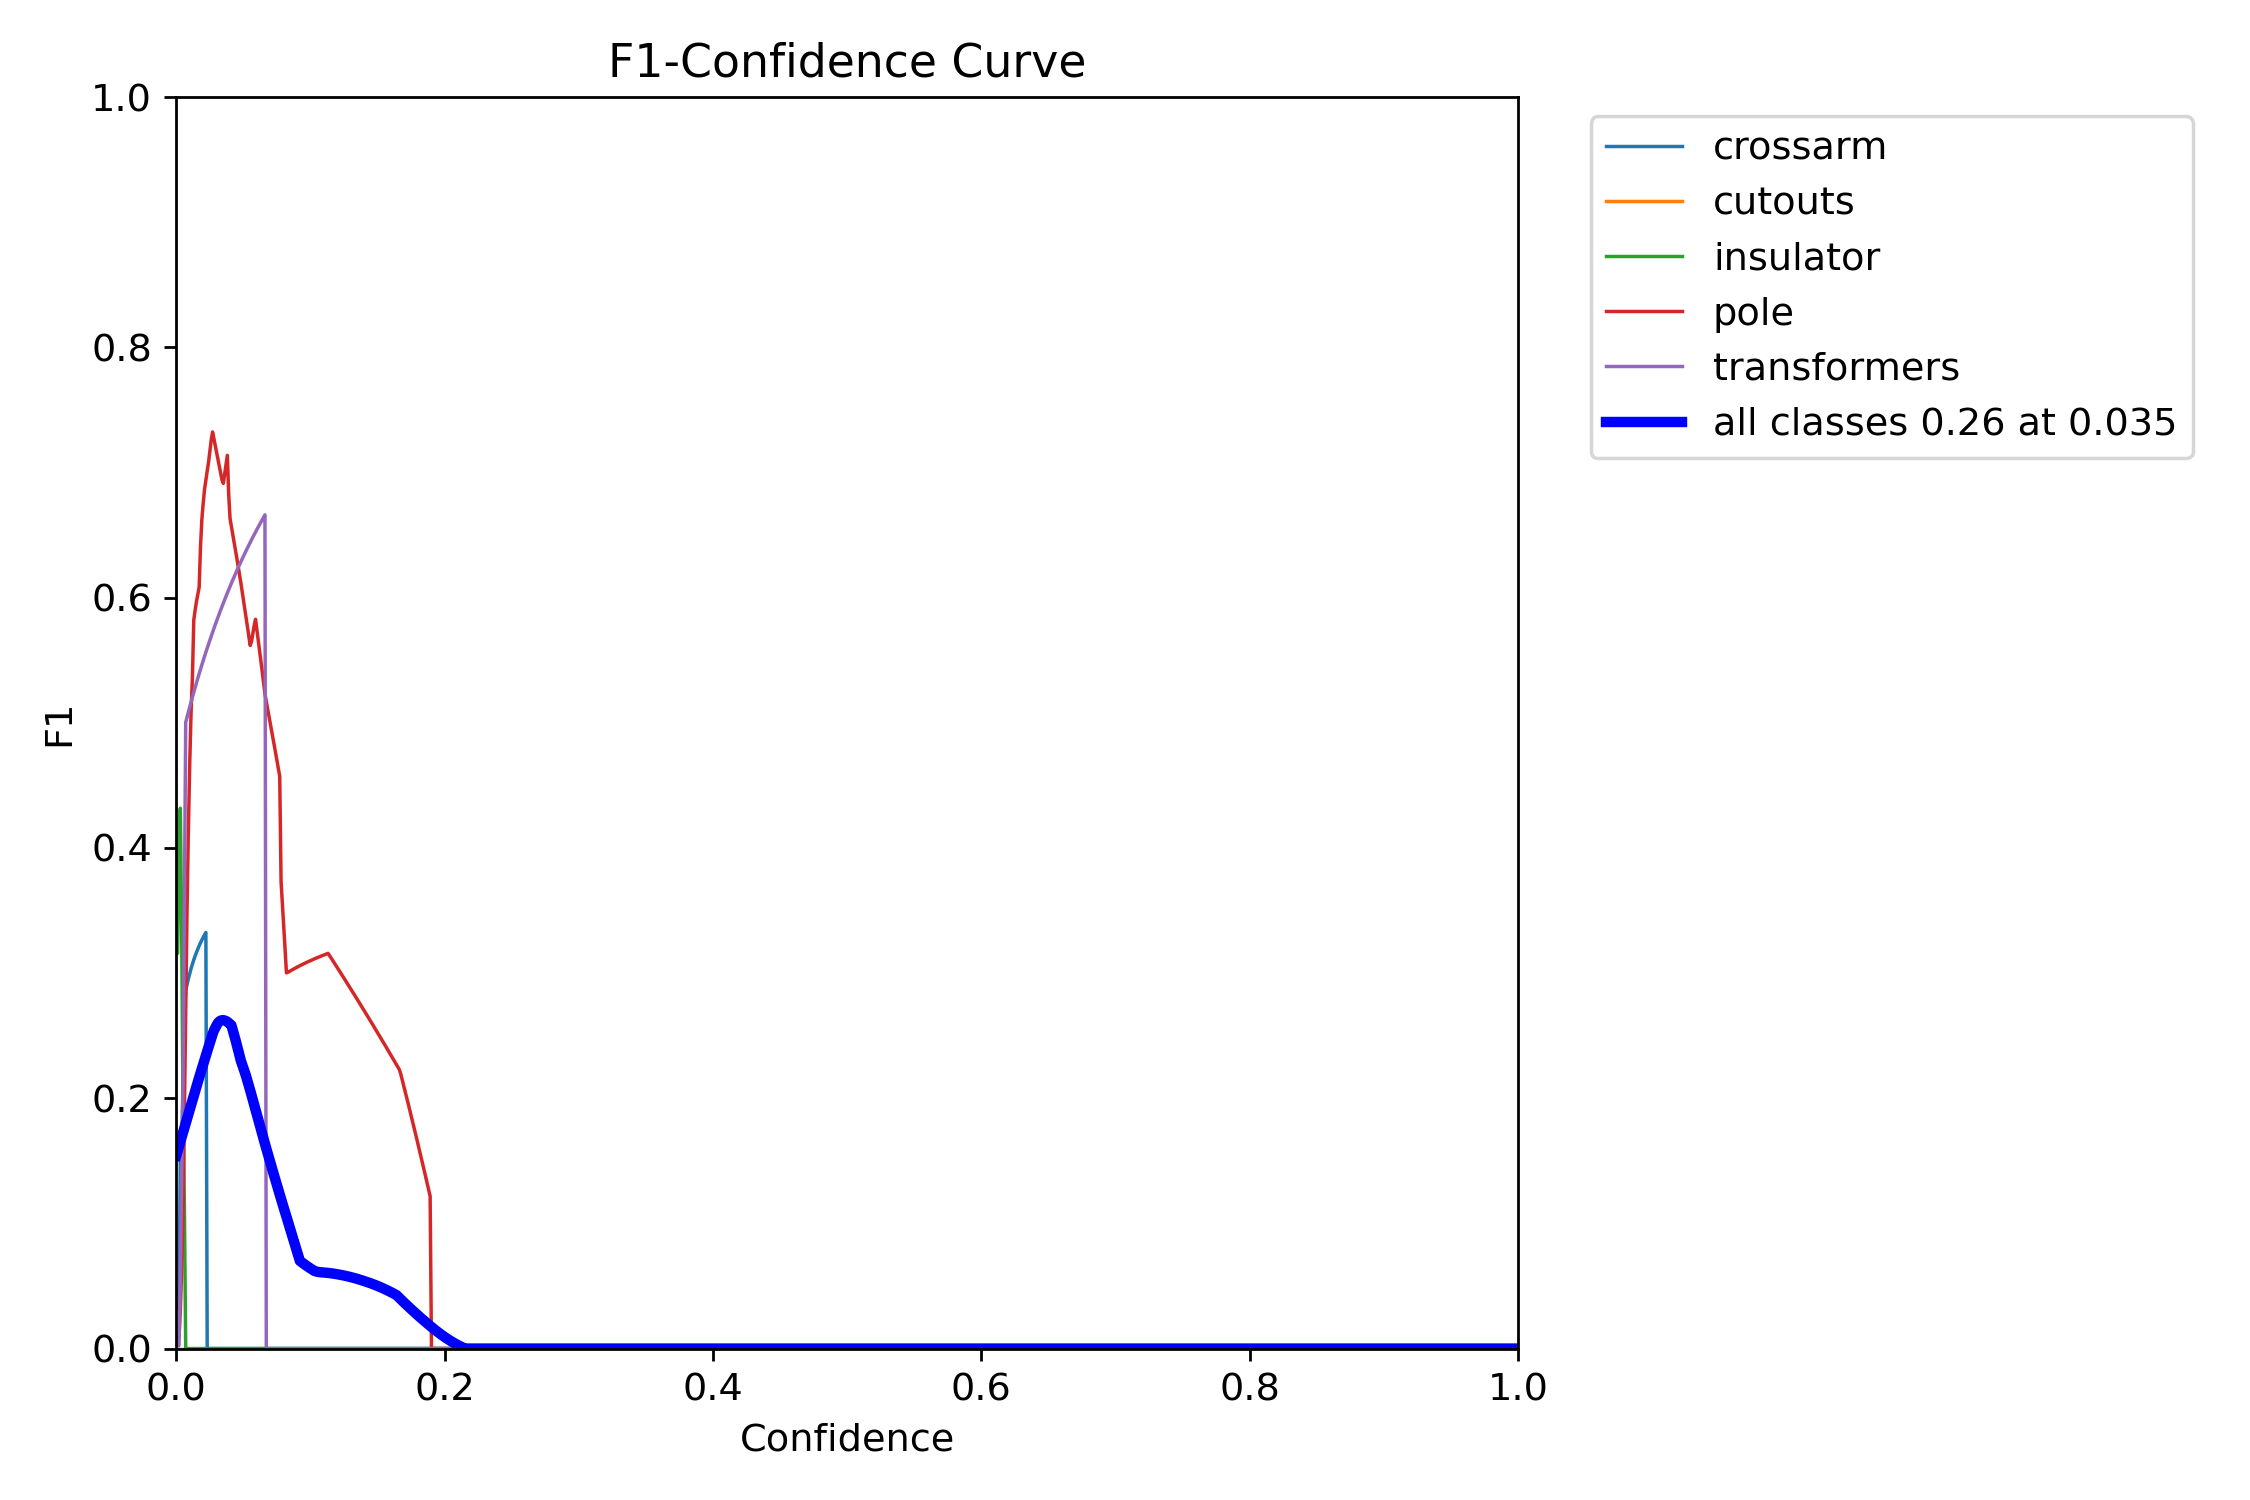 F1-Confidence Curve
1.0
0.8
0.6
0.4
0.2
0.0
F1
0.0 0.2 0.4 0.6 0.8 1.0
Confidence
crossarm
cutouts
insulator
pole
transformers
all classes 0.26 at 0.035